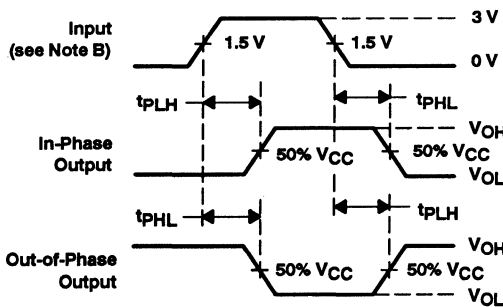 Input
(see Note B)
1.5 V
1.5 V
3 V
0 V
tPLH
tPHL
In-Phase
Output
50% VCC
50% VCC
VOH
VOL
tPHL
tPLH
Out-of-Phase
Output
50% VCC
50% VCC
VOH
VOL